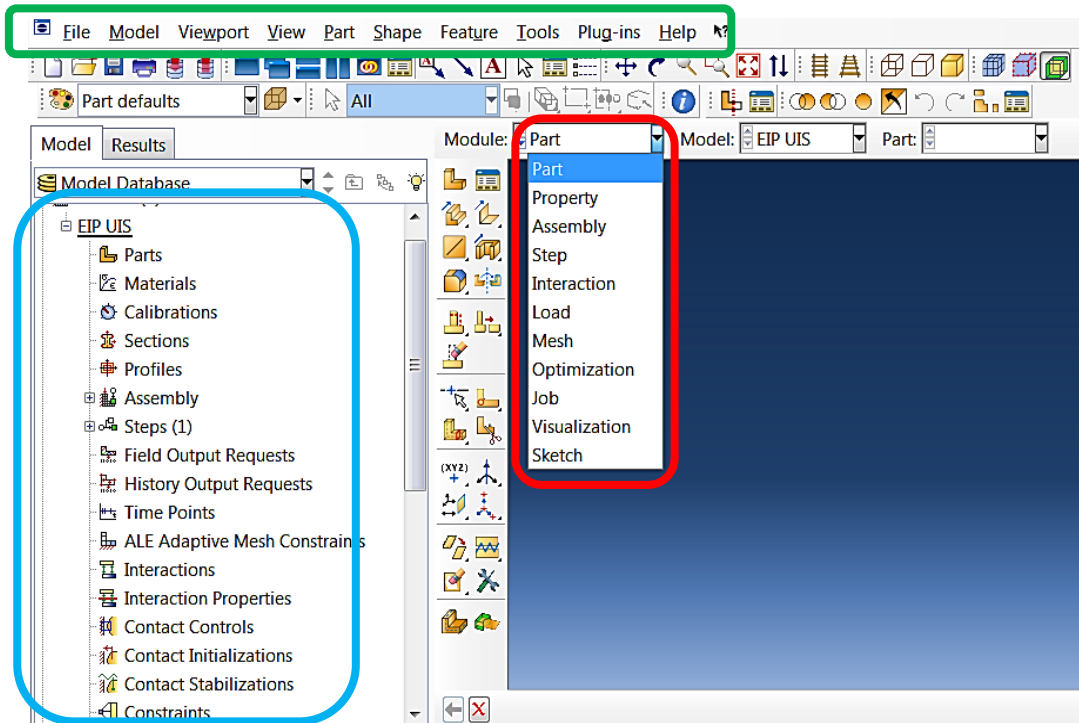 File Model Viewport View Part Shape Feature Tools Plug-ins Help
A A
Part defaults All i
Model Results
Module: Part Model: EIP UIS Part:
Model Database
EIP UIS
Parts
Materials
Calibrations
Sections
Profiles
Assembly
Steps (1)
Field Output Requests
History Output Requests
Time Points
ALE Adaptive Mesh Constraints
Interactions
Interaction Properties
Contact Controls
Contact Initializations
Contact Stabilizations
Constraints
(XYZ)
Part
Property
Assembly
Step
Interaction
Load
Mesh
Optimization
Job
Visualization
Sketch